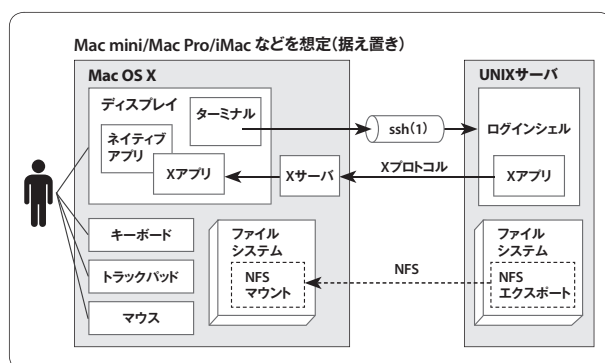 Mac mini/Mac Pro/iMac などを想定(据え置き)
Mac OS X
ディスプレイ
ターミナル
ネイティブ
アプリ
Xアプリ
Xサーバ
キーボード
トラックパッド
マウス
ファイル
システム
NFS
マウント
ssh(1)
Xプロトコル
NFS
UNIXサーバ
ログインシェル
Xアプリ
ファイル
システム
NFS
エクスポート